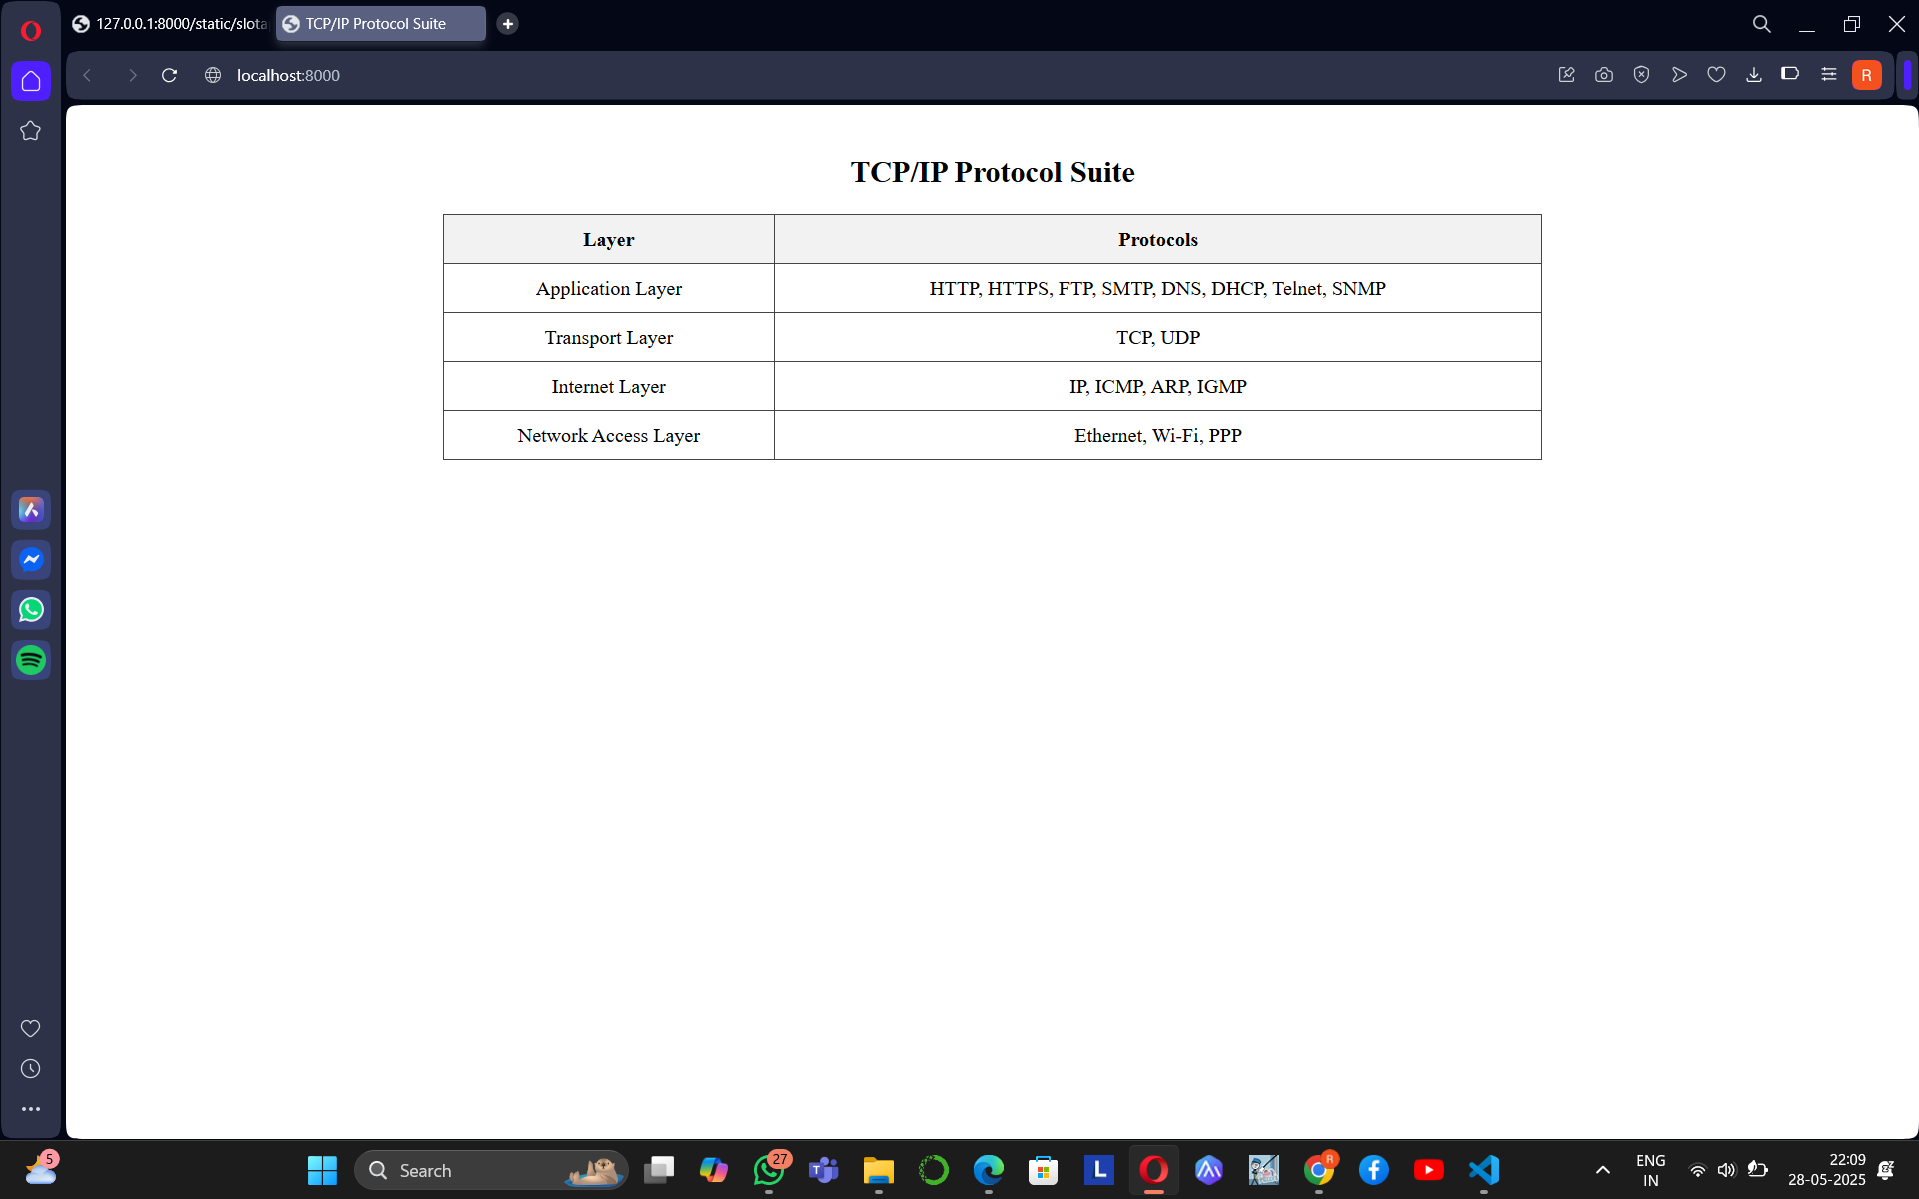 127.0.0.1:8000/static/slota
TCP/IP Protocol Suite
localhost:8000
R
TCP/IP Protocol Suite
Layer Protocols
Application Layer HTTP, HTTPS, FTP, SMTP, DNS, DHCP, Telnet, SNMP
Transport Layer TCP, UDP
Internet Layer IP, ICMP, ARP, IGMP
Network Access Layer Ethernet, Wi-Fi, PPP
5
Search
27
T
L
R
ENG
IN
22:09
28-05-2025